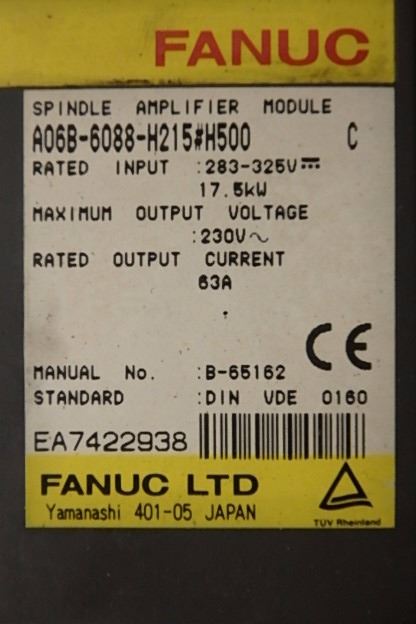 FANUC
SPINDLE AMPLIFIER MODULE
A06B-6088-H215#H500 C
RATED INPUT :283-325V⎓
17.5kW
MAXIMUM OUTPUT VOLTAGE
:230V~
RATED OUTPUT CURRENT
63A
CE
MANUAL No. :B-65162
STANDARD :DIN VDE 0160
EA7422938
FANUC LTD
Yamanashi 401-05 JAPAN
TUV Rheinland